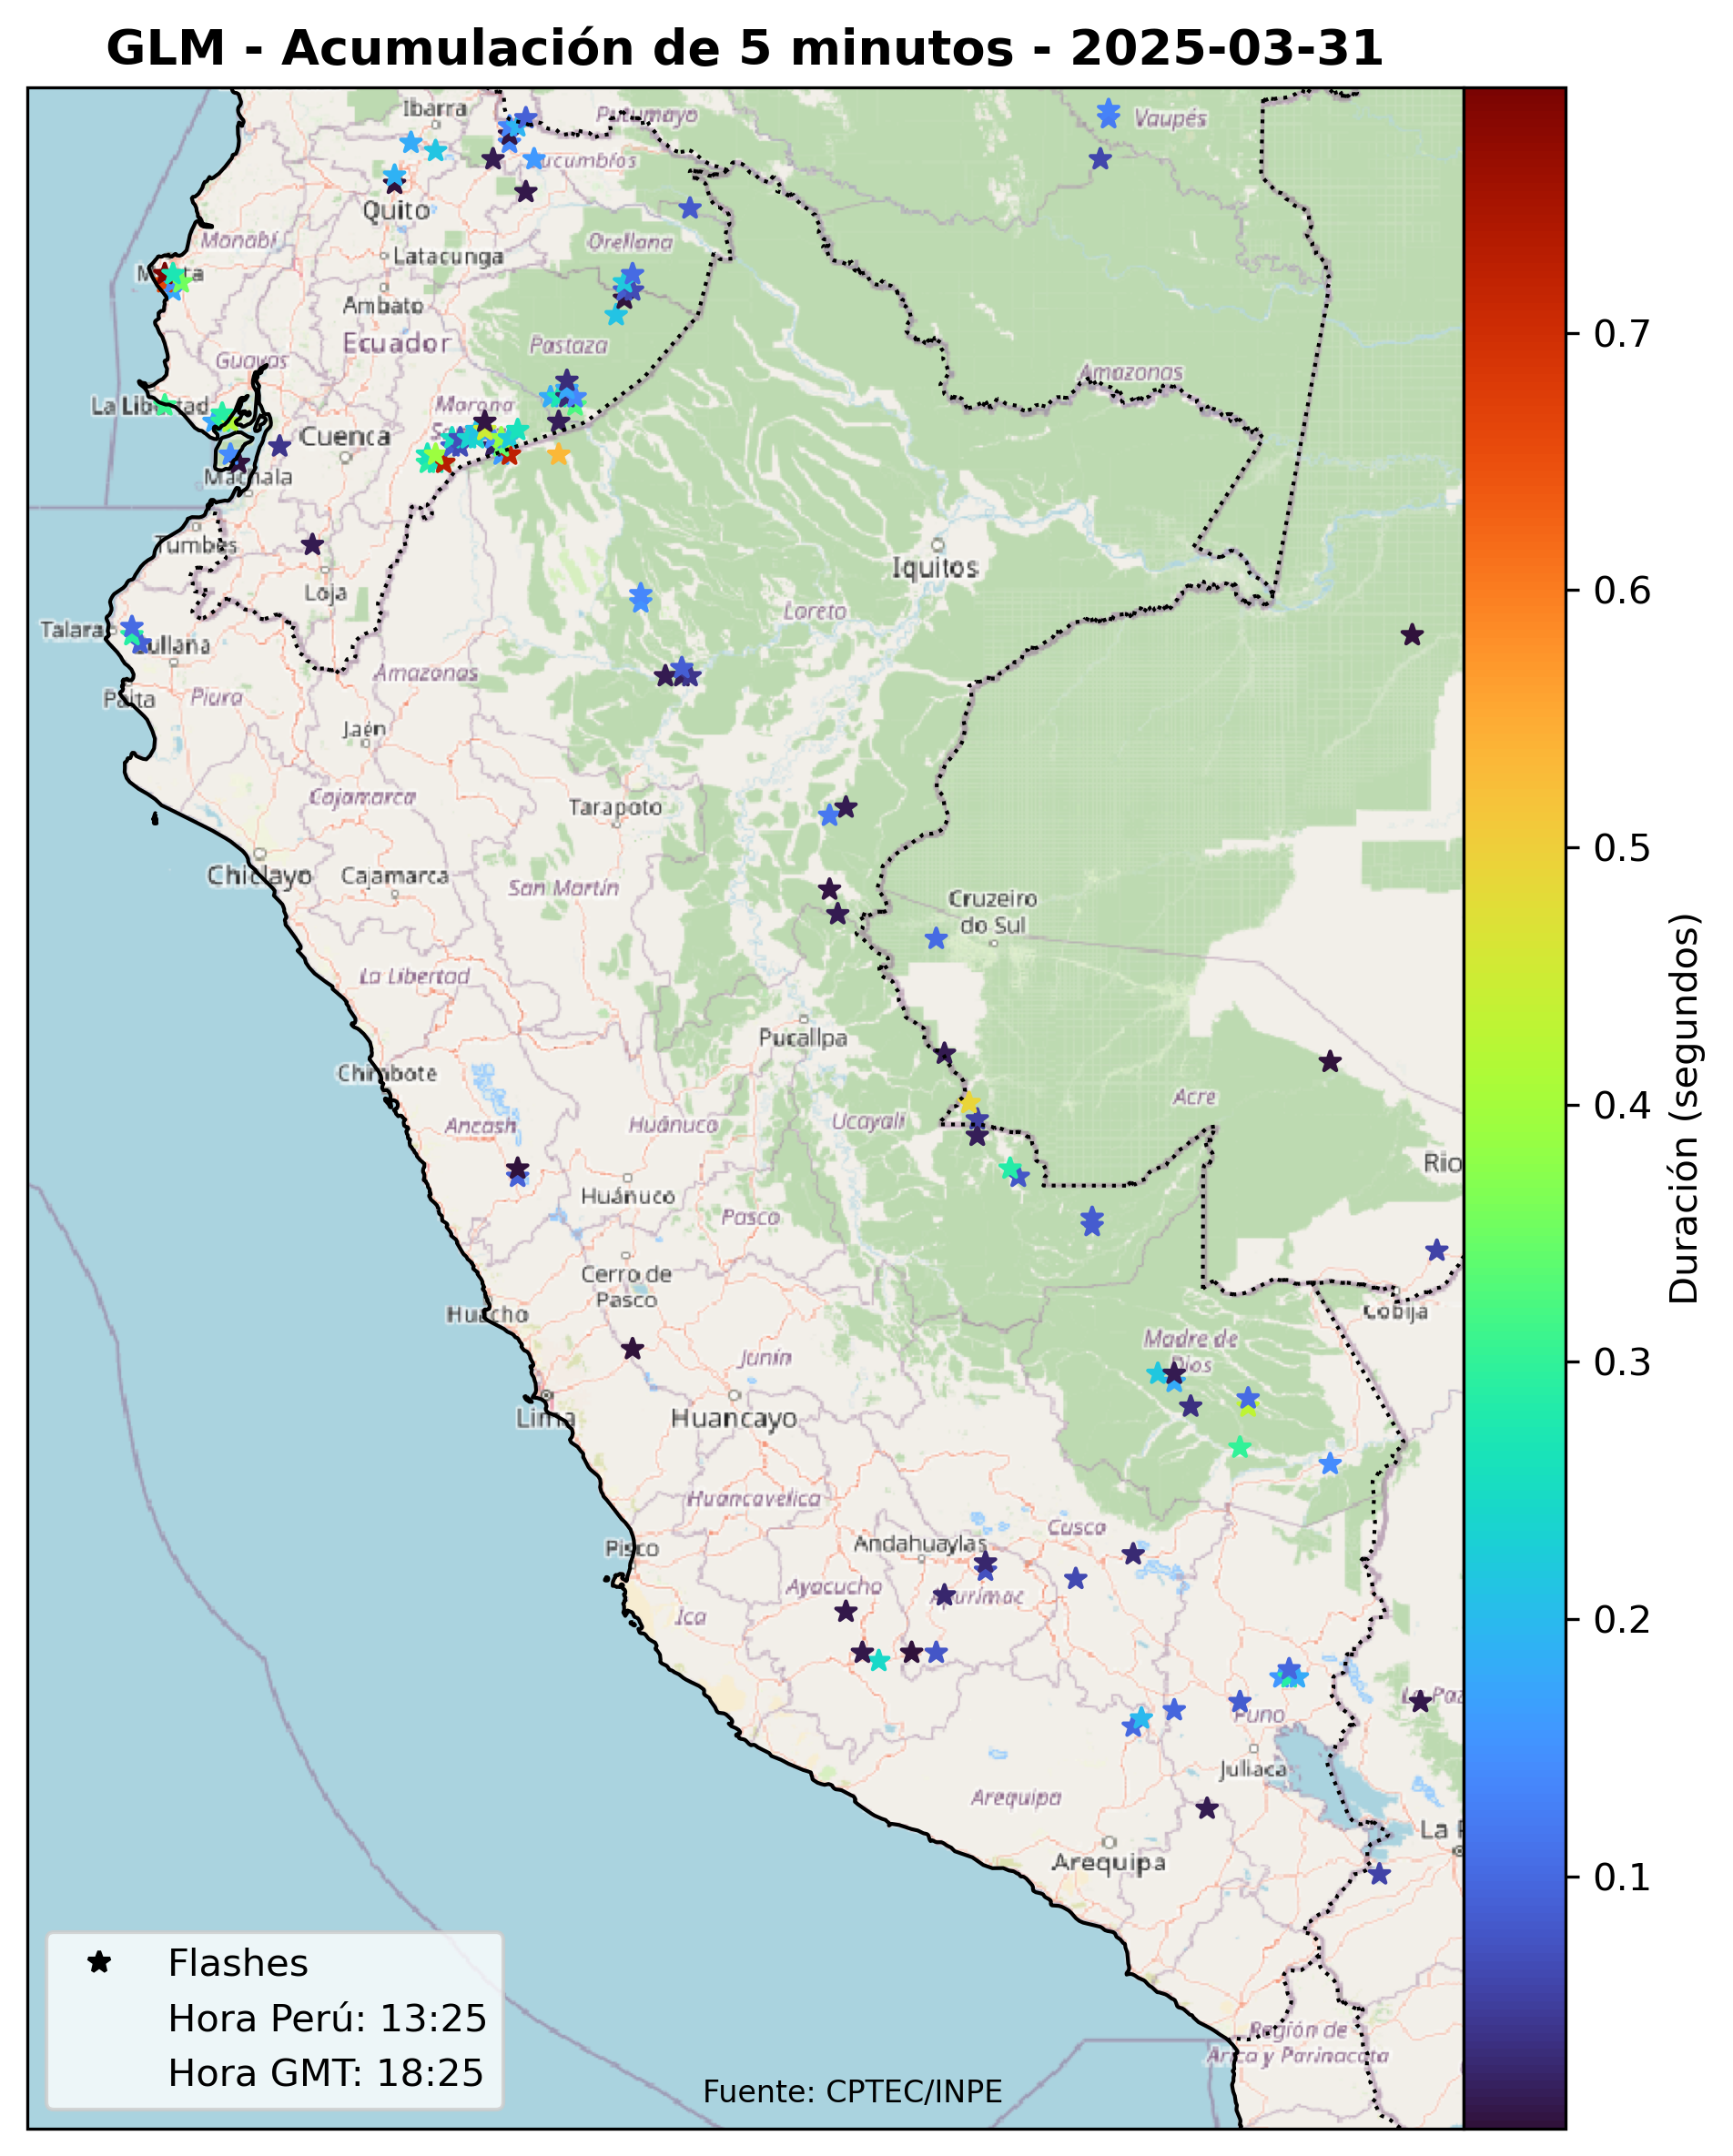 GLM - Acumulación de 5 minutos - 2025-03-31
Ibarra
Putumayo
Vaupés
ucumbíos
Quito
Manabí
Orellana
Latacunga
Ambato
Ecuador
Pastaza
Guayas
Amazonas
La Libertad
Morona
Cuenca
Machala
Tumbes
Iquitos
Loja
Loreto
Talara
Sullana
Amazonas
Paita
Piura
Jaén
Cajamarca
Tarapoto
Chiclayo
Cajamarca
San Martín
Cruzeiro
do Sul
La Libertad
Pucallpa
Chimbote
Acre
Ancash
Huánuco
Ucayali
Rio
Huánuco
Pasco
Cerro de
Pasco
Huacho
Cobija
Madre de
Dios
Junín
Lima
Huancayo
Huancavelica
Cusco
Pisco
Andahuaylas
Ayacucho
Apurímac
Ica
La Paz
Puno
Juliaca
Arequipa
La P
Arequipa
Región de
Arica y Parinacota
Flashes
Hora Perú: 13:25
Hora GMT: 18:25
Fuente: CPTEC/INPE
0.7
0.6
0.5
0.4
0.3
0.2
0.1
Duración (segundos)